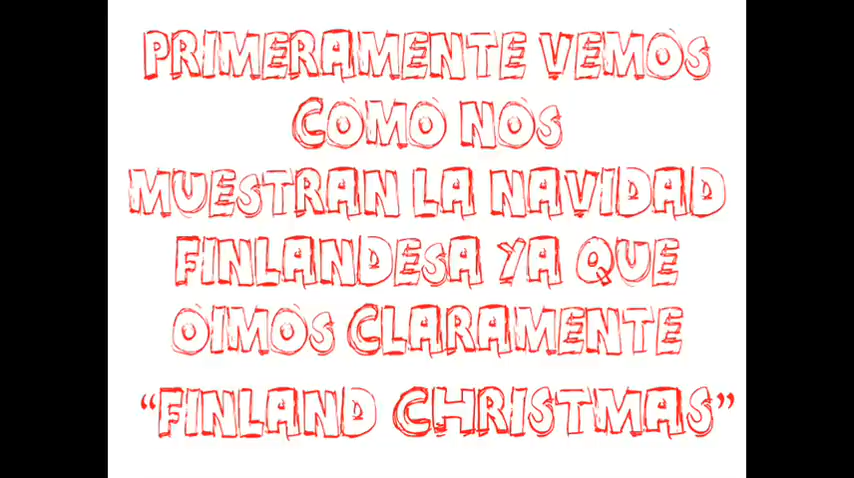 PRIMERAMENTE VEMOS
COMO NOS
MUESTRAN LA NAVIDAD
FINLANDESA YA QUE
OIMOS CLARAMENTE
“FINLAND CHRISTMAS”